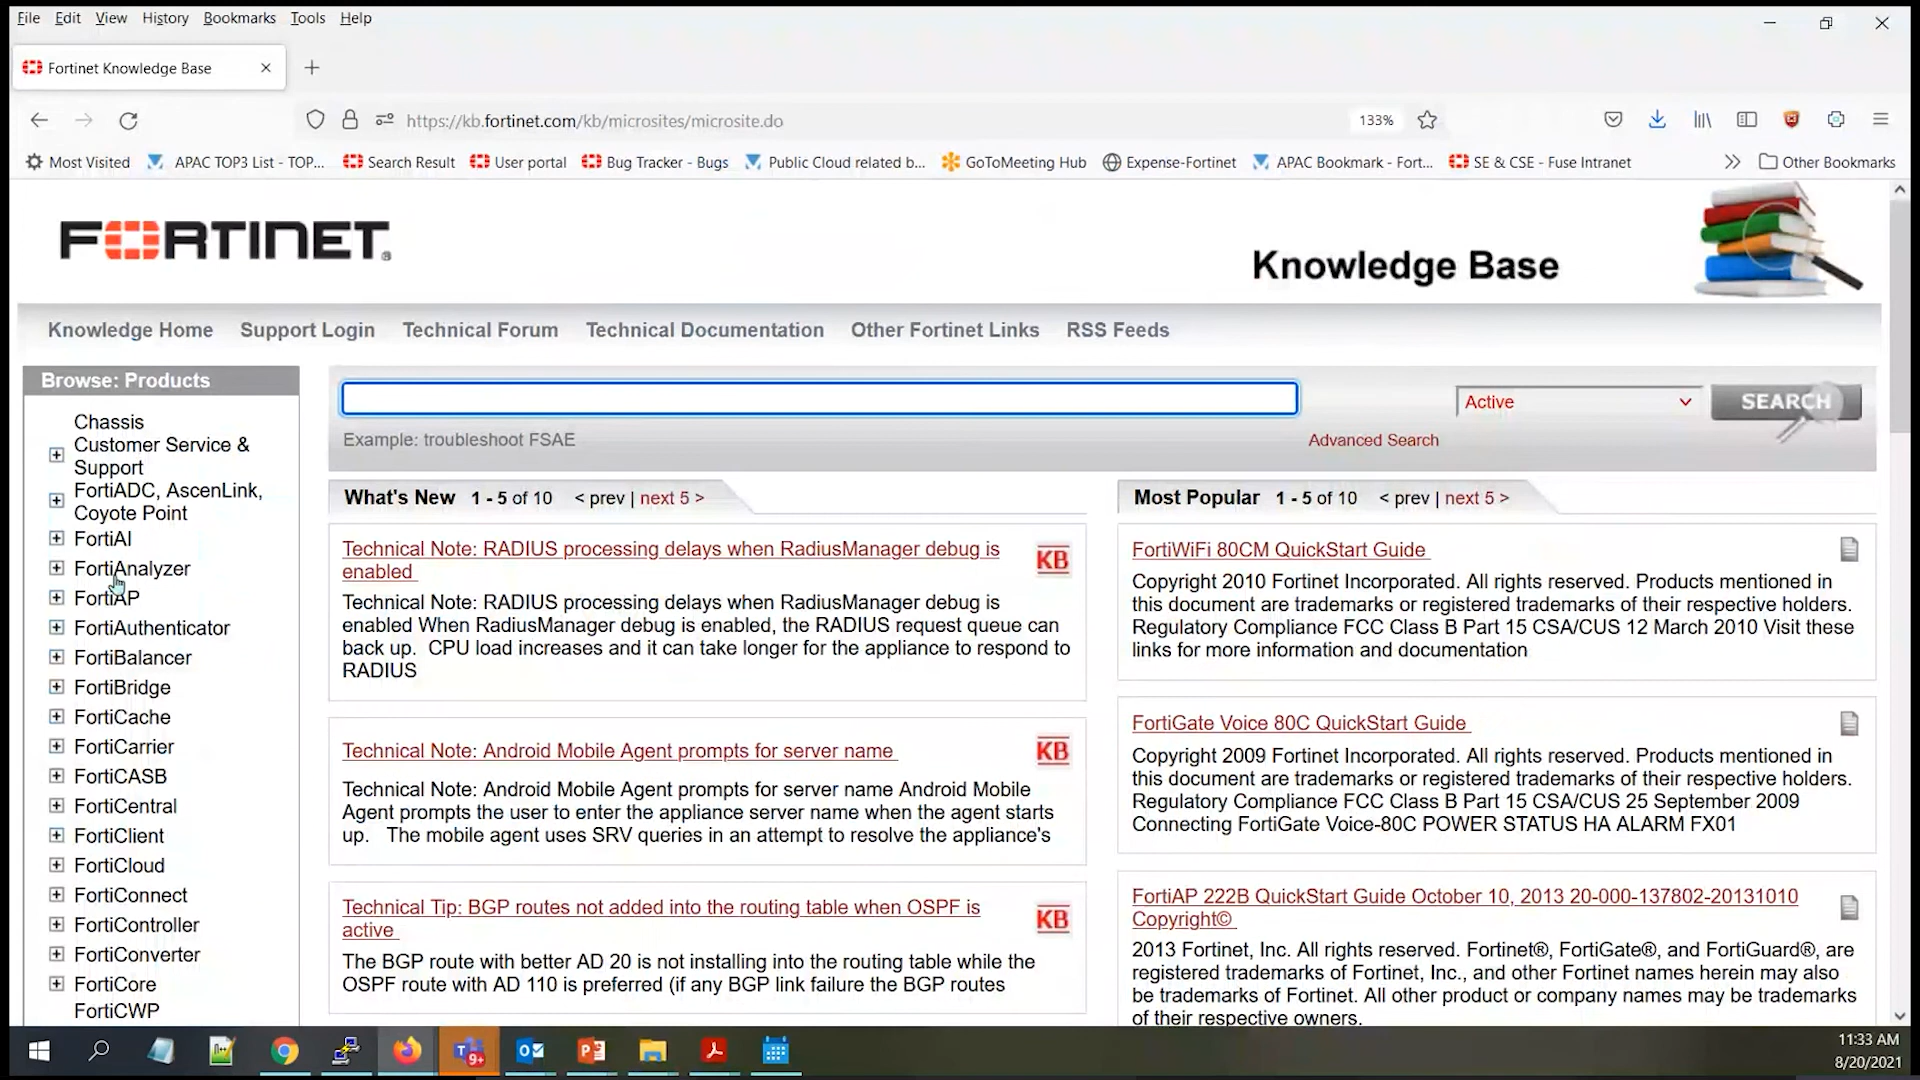 File Edit View History Bookmarks Tools Help
Fortinet Knowledge Base
https://kb.fortinet.com/kb/microsites/microsite.do
133%
Most Visited
APAC TOP3 List - TOP...
Search Result
User portal
Bug Tracker - Bugs
Public Cloud related b...
GoToMeeting Hub
Expense-Fortinet
APAC Bookmark - Fort...
SE & CSE - Fuse Intranet
Other Bookmarks
FORTINET®
Knowledge Base
Knowledge Home
Support Login
Technical Forum
Technical Documentation
Other Fortinet Links
RSS Feeds
Browse: Products
Chassis
Customer Service &
Support
FortiADC, AscenLink,
Coyote Point
FortiAI
FortiAnalyzer
FortiAP
FortiAuthenticator
FortiBalancer
FortiBridge
FortiCache
FortiCarrier
FortiCASB
FortiCentral
FortiClient
FortiCloud
FortiConnect
FortiController
FortiConverter
FortiCore
FortiCWP
Active
SEARCH
Example: troubleshoot FSAE
Advanced Search
What's New 1 - 5 of 10 < prev | next 5 >
Technical Note: RADIUS processing delays when RadiusManager debug is
enabled
KB
Technical Note: RADIUS processing delays when RadiusManager debug is
enabled When RadiusManager debug is enabled, the RADIUS request queue can
back up. CPU load increases and it can take longer for the appliance to respond to
RADIUS
Technical Note: Android Mobile Agent prompts for server name
KB
Technical Note: Android Mobile Agent prompts for server name Android Mobile
Agent prompts the user to enter the appliance server name when the agent starts
up. The mobile agent uses SRV queries in an attempt to resolve the appliance's
Technical Tip: BGP routes not added into the routing table when OSPF is
active
KB
The BGP route with better AD 20 is not installing into the routing table while the
OSPF route with AD 110 is preferred (if any BGP link failure the BGP routes
Most Popular 1 - 5 of 10 < prev | next 5 >
FortiWiFi 80CM QuickStart Guide
Copyright 2010 Fortinet Incorporated. All rights reserved. Products mentioned in
this document are trademarks or registered trademarks of their respective holders.
Regulatory Compliance FCC Class B Part 15 CSA/CUS 12 March 2010 Visit these
links for more information and documentation
FortiGate Voice 80C QuickStart Guide
Copyright 2009 Fortinet Incorporated. All rights reserved. Products mentioned in
this document are trademarks or registered trademarks of their respective holders.
Regulatory Compliance FCC Class B Part 15 CSA/CUS 25 September 2009
Connecting FortiGate Voice-80C POWER STATUS HA ALARM FX01
FortiAP 222B QuickStart Guide October 10, 2013 20-000-137802-20131010
Copyright©
2013 Fortinet, Inc. All rights reserved. Fortinet®, FortiGate®, and FortiGuard®, are
registered trademarks of Fortinet, Inc., and other Fortinet names herein may also
be trademarks of Fortinet. All other product or company names may be trademarks
of their respective owners.
9+
11:33 AM
8/20/2021